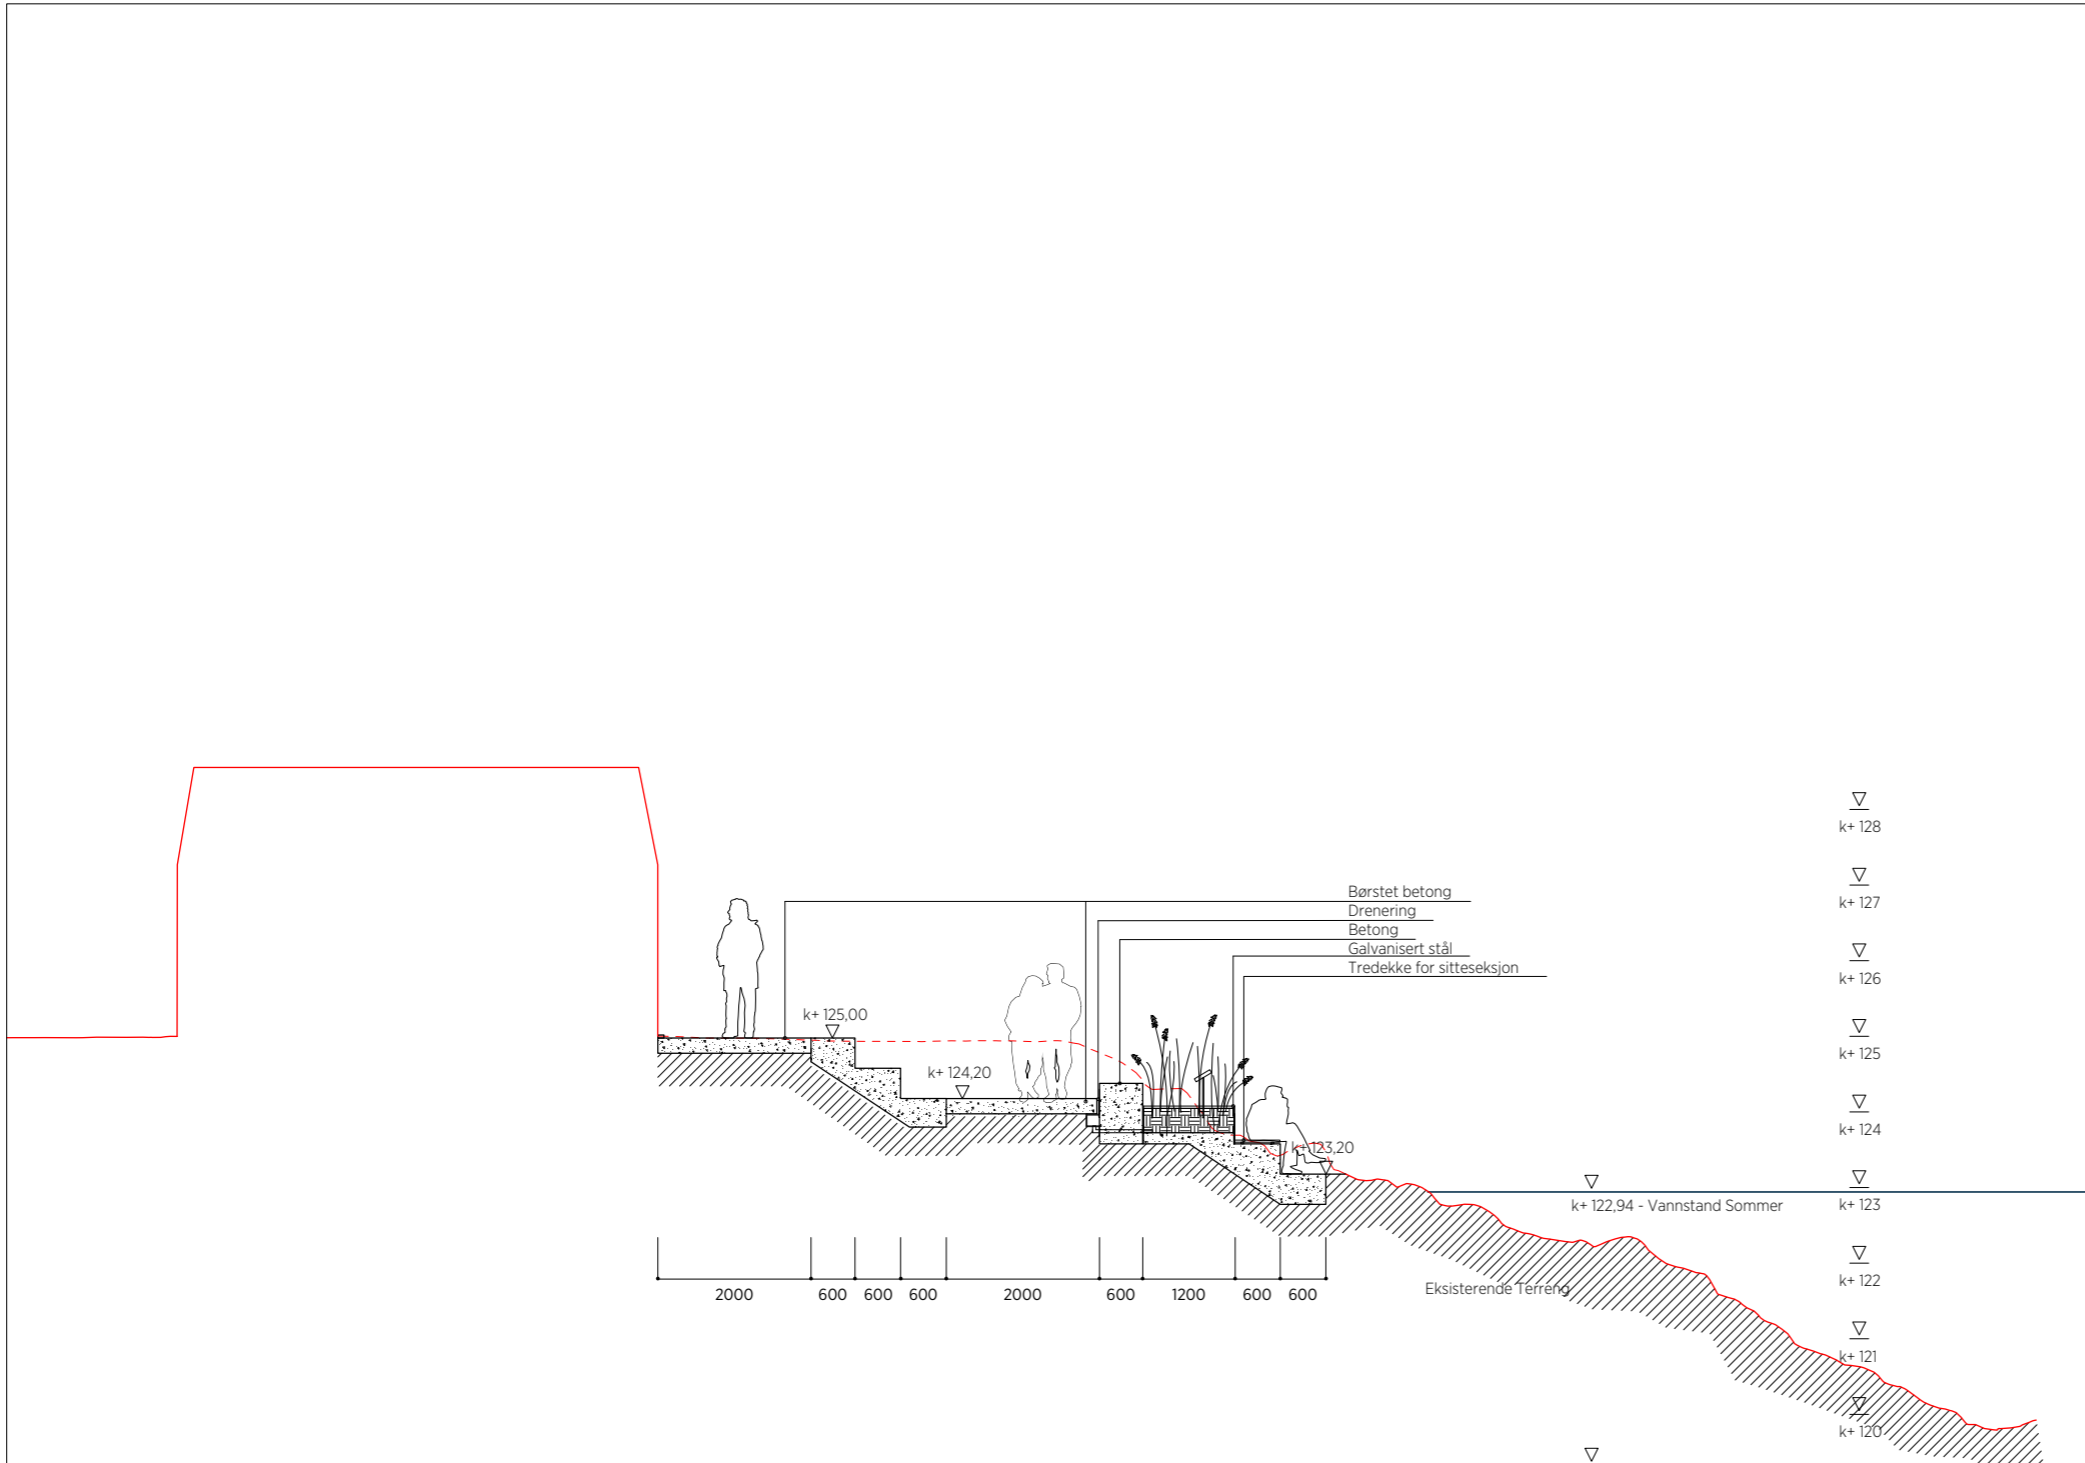 k+ 128
k+ 127
Børstet betong
Drenering
Betong
Galvanisert stål
Tredekke for sitteseksjon
k+ 126
k+ 125,00
k+ 125
k+ 124,20
k+ 124
k+ 123,20
k+ 122,94 - Vannstand Sommer
k+ 123
k+ 122
2000 600 600 600 2000 600 1200 600 600
Eksisterende Terreng
k+ 121
k+ 120